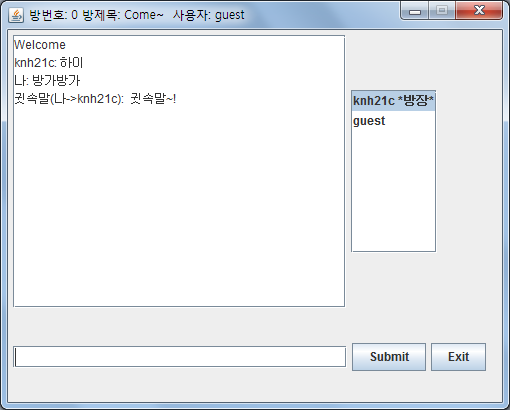 방번호: 0 방제목: Come~ 사용자: guest
Welcome
knh21c: 하이
나: 방가방가
귓속말(나->knh21c): 귓속말~!
knh21c *방장*
guest
Submit
Exit